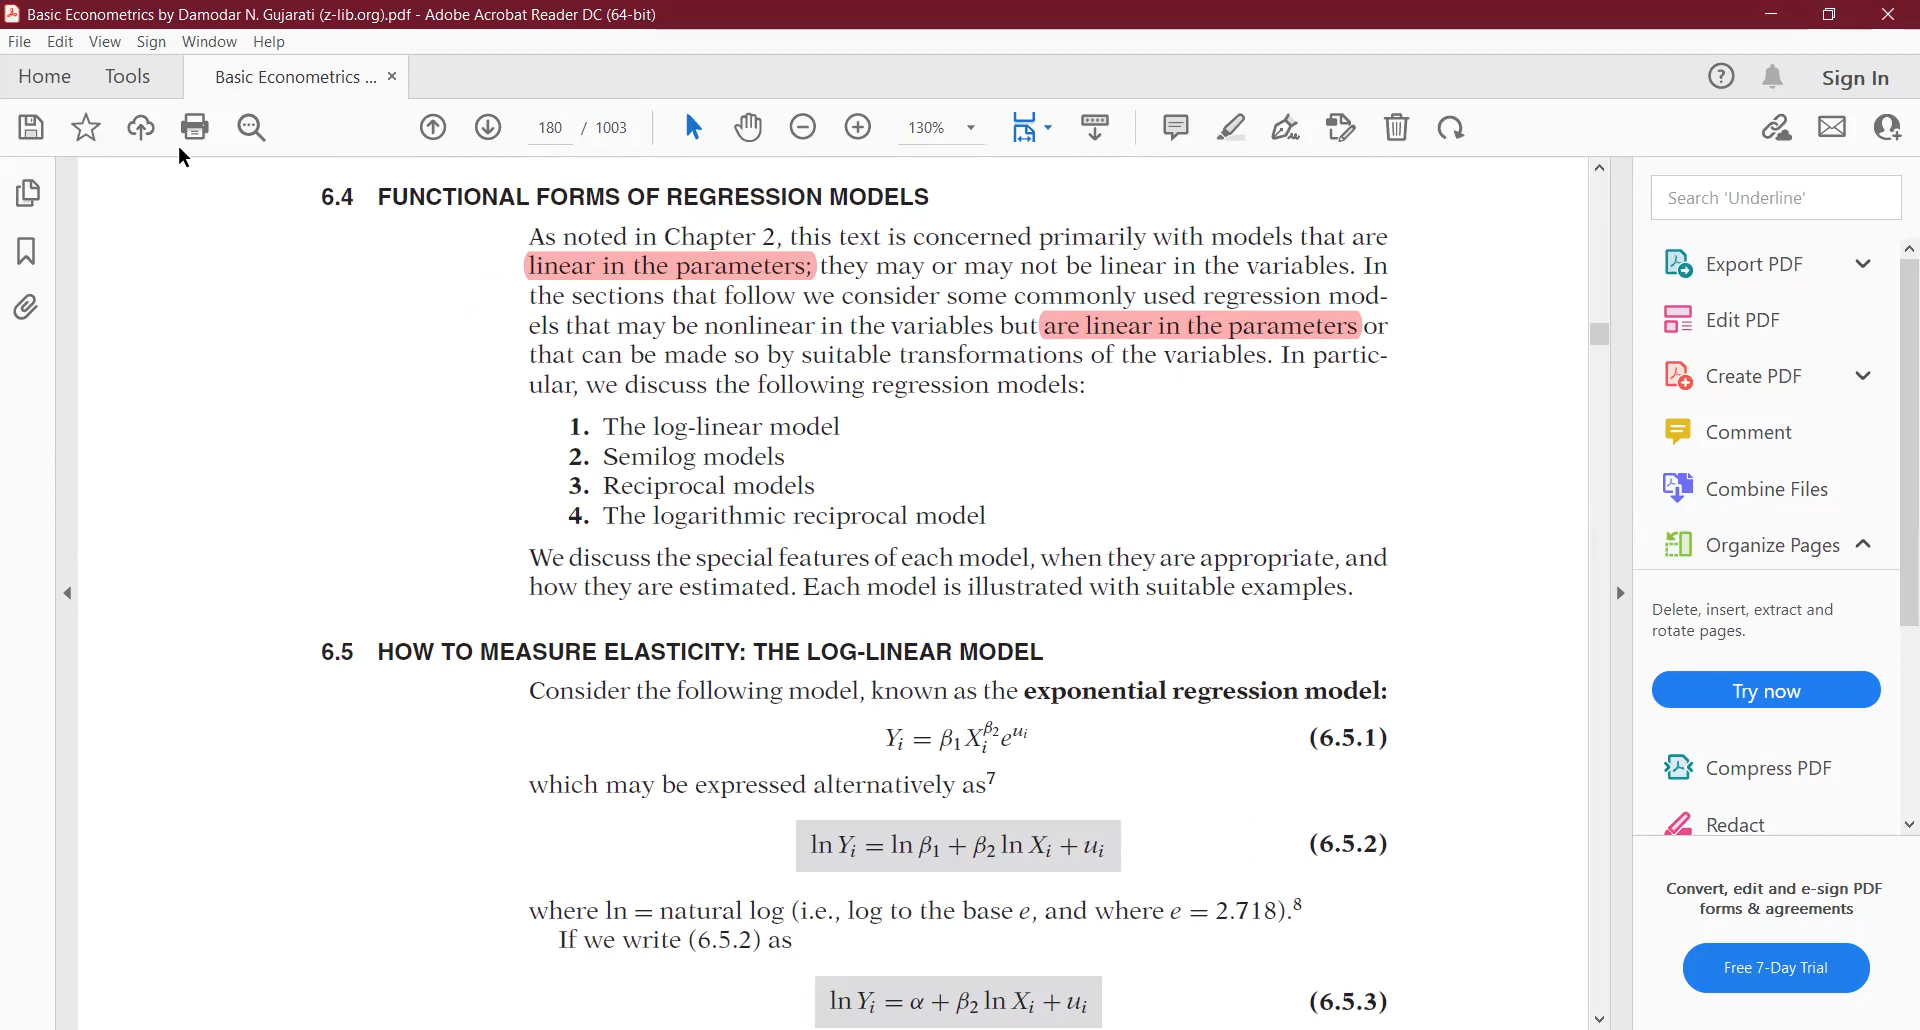 Basic Econometrics by Damodar N. Gujarati (z-lib.org).pdf - Adobe Acrobat Reader DC (64-bit)
File Edit View Sign Window Help
Home Tools Basic Econometrics ... × ? Sign In
180 / 1003 130%
6.4 FUNCTIONAL FORMS OF REGRESSION MODELS
As noted in Chapter 2, this text is concerned primarily with models that are
linear in the parameters; they may or may not be linear in the variables. In
the sections that follow we consider some commonly used regression mod-
els that may be nonlinear in the variables but are linear in the parameters or
that can be made so by suitable transformations of the variables. In partic-
ular, we discuss the following regression models:
1. The log-linear model
2. Semilog models
3. Reciprocal models
4. The logarithmic reciprocal model
We discuss the special features of each model, when they are appropriate, and
how they are estimated. Each model is illustrated with suitable examples.
6.5 HOW TO MEASURE ELASTICITY: THE LOG-LINEAR MODEL
Consider the following model, known as the exponential regression model:
Yᵢ = β₁Xᵢ^β₂ e^uᵢ (6.5.1)
which may be expressed alternatively as⁷
ln Yᵢ = ln β₁ + β₂ ln Xᵢ + uᵢ (6.5.2)
where ln = natural log (i.e., log to the base e, and where e = 2.718).⁸
If we write (6.5.2) as
ln Yᵢ = α + β₂ ln Xᵢ + uᵢ (6.5.3)
Search 'Underline'
Export PDF
Edit PDF
Create PDF
Comment
Combine Files
Organize Pages
Delete, insert, extract and
rotate pages.
Try now
Compress PDF
Redact
Convert, edit and e-sign PDF
forms & agreements
Free 7-Day Trial